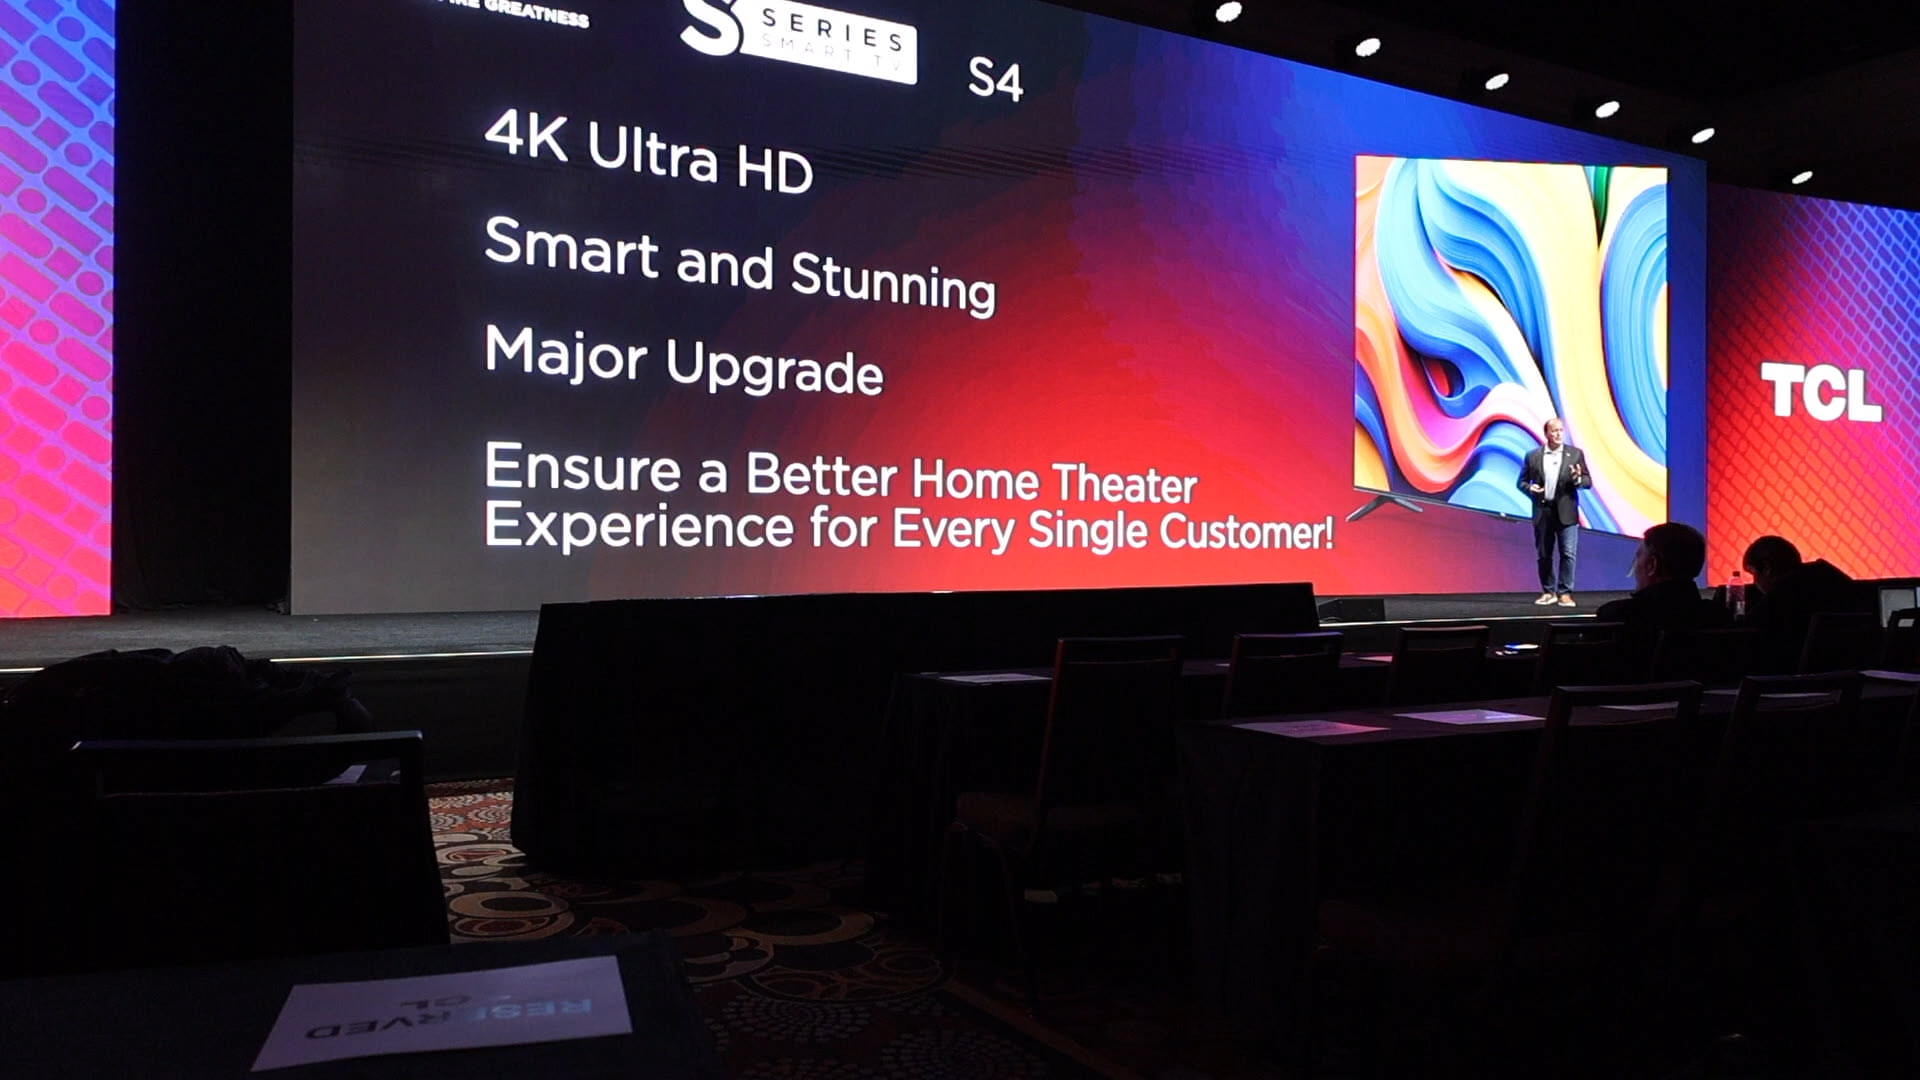 GREATNESS
S SERIES
SMART TV
S4
4K Ultra HD
Smart and Stunning
Major Upgrade
Ensure a Better Home Theater
Experience for Every Single Customer!
TCL
RESERVED